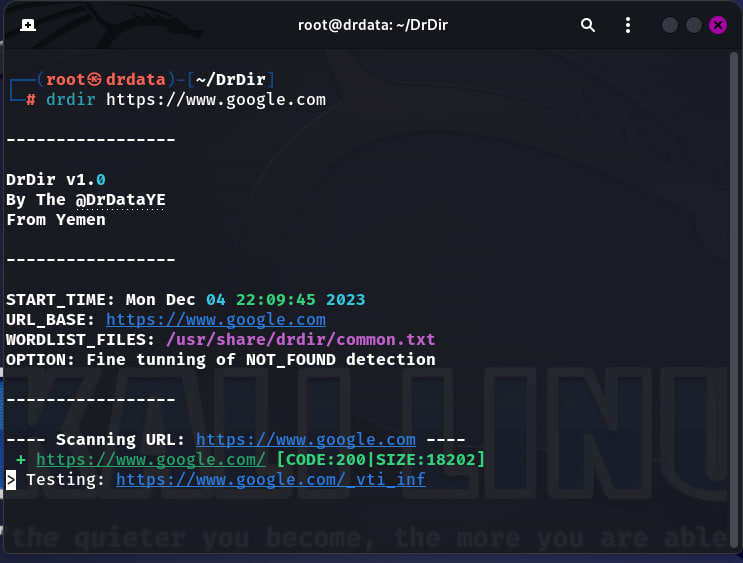 root@drdata: ~/DrDir
┌──(root㉿drdata)-[~/DrDir]
└─# drdir https://www.google.com
-----------------
DrDir v1.0
By The @DrDataYE
From Yemen
-----------------
START_TIME: Mon Dec 04 22:09:45 2023
URL_BASE: https://www.google.com
WORDLIST_FILES: /usr/share/drdir/common.txt
OPTION: Fine tunning of NOT_FOUND detection
-----------------
---- Scanning URL: https://www.google.com ----
+ https://www.google.com/ [CODE:200|SIZE:18202]
> Testing: https://www.google.com/_vti_inf
KALI LINU
"the quieter you become, the more you are able